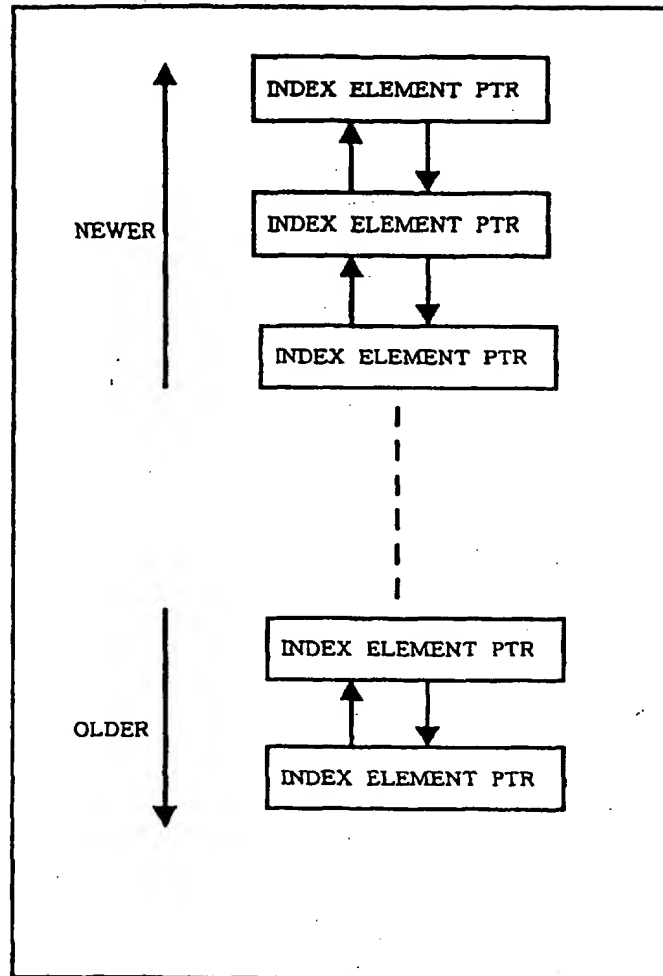 INDEX ELEMENT PTR
INDEX ELEMENT PTR
NEWER
INDEX ELEMENT PTR
INDEX ELEMENT PTR
OLDER
INDEX ELEMENT PTR